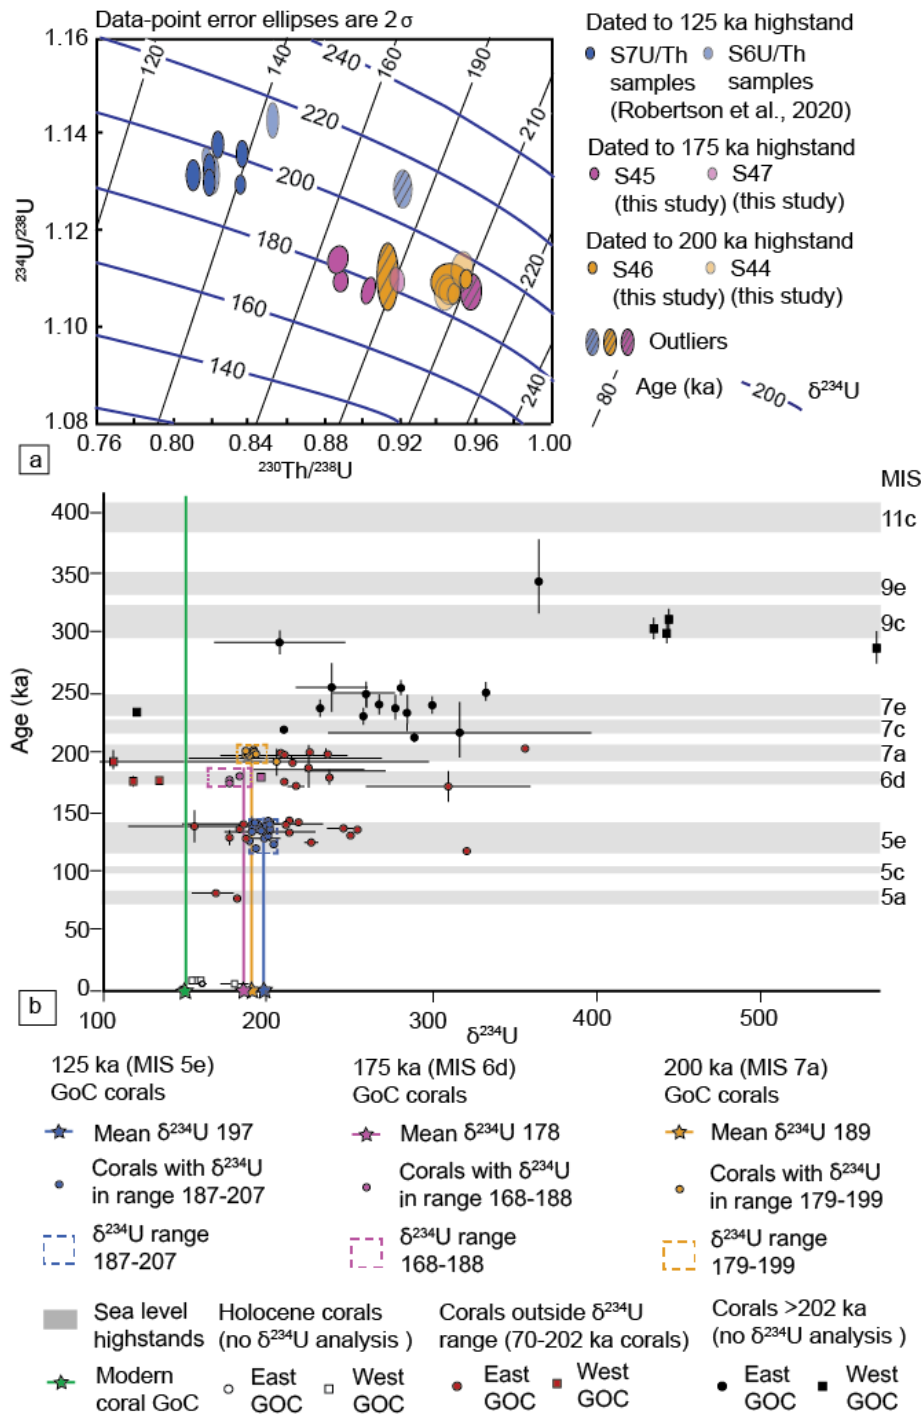 Data-point error ellipses are 2 σ
1.16
1.14
1.12
1.10
1.08
²³⁴U/²³⁸U
120
140
240
160
190
220
210
200
180
220
160
140
240
0.76
0.80
0.84
0.88
0.92
0.96
1.00
²³⁰Th/²³⁸U
a
Dated to 125 ka highstand
S7U/Th samples
S6U/Th samples
(Robertson et al., 2020)
Dated to 175 ka highstand
S45 (this study)
S47 (this study)
Dated to 200 ka highstand
S46 (this study)
S44 (this study)
Outliers
80
Age (ka)
200
δ²³⁴U
MIS
400
350
300
250
200
150
100
50
0
Age (ka)
11c
9e
9c
7e
7c
7a
6d
5e
5c
5a
b
100
200
300
400
500
δ²³⁴U
125 ka (MIS 5e)
GoC corals
Mean δ²³⁴U 197
Corals with δ²³⁴U
in range 187-207
δ²³⁴U range
187-207
175 ka (MIS 6d)
GoC corals
Mean δ²³⁴U 178
Corals with δ²³⁴U
in range 168-188
δ²³⁴U range
168-188
200 ka (MIS 7a)
GoC corals
Mean δ²³⁴U 189
Corals with δ²³⁴U
in range 179-199
δ²³⁴U range
179-199
Sea level
highstands
Modern
coral GoC
Holocene corals
(no δ²³⁴U analysis )
East
GOC
West
GOC
Corals outside δ²³⁴U
range (70-202 ka corals)
East
GOC
West
GOC
Corals >202 ka
(no δ²³⁴U analysis )
East
GOC
West
GOC